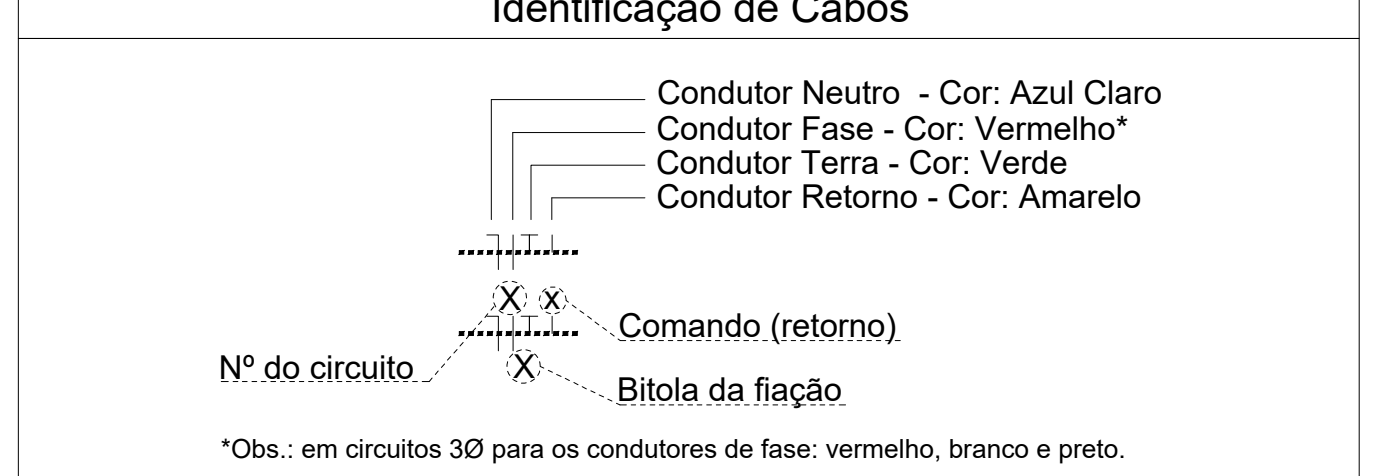 Identificação de Cabos
Condutor Neutro - Cor: Azul Claro
Condutor Fase - Cor: Vermelho*
Condutor Terra - Cor: Verde
Condutor Retorno - Cor: Amarelo
X x
Comando (retorno)
Nº do circuito
X
Bitola da fiação
*Obs.: em circuitos 3Ø para os condutores de fase: vermelho, branco e preto.